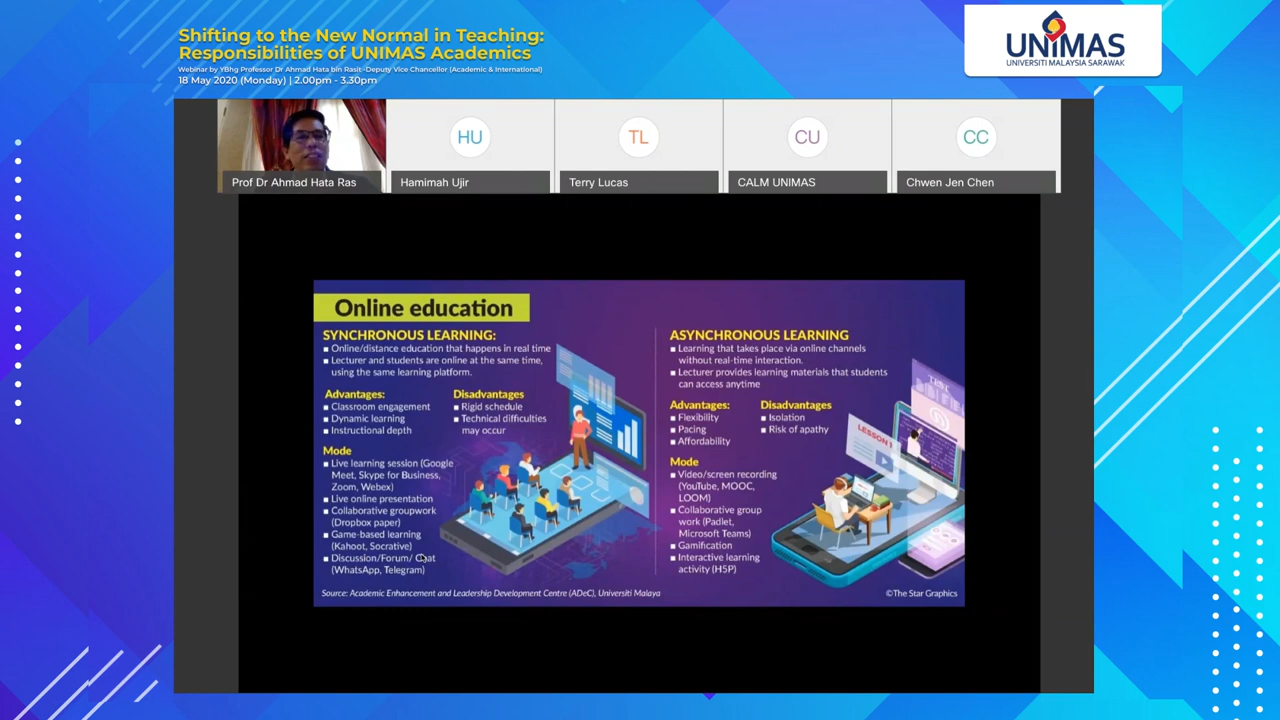 Shifting to the New Normal in Teaching:
Responsibilities of UNIMAS Academics
Webinar by YBhg Professor Dr Ahmad Hata bin Rasit-Deputy Vice Chancellor (Academic & International)
18 May 2020 (Monday) | 2.00pm - 3.30pm
UNIMAS
UNIVERSITI MALAYSIA SARAWAK
HU
TL
CU
CC
Prof Dr Ahmad Hata Ras
Hamimah Ujir
Terry Lucas
CALM UNIMAS
Chwen Jen Chen
Online education
SYNCHRONOUS LEARNING:
■ Online/distance education that happens in real time
■ Lecturer and students are online at the same time,
using the same learning platform.
Advantages:
■ Classroom engagement
■ Dynamic learning
■ Instructional depth
Disadvantages
■ Rigid schedule
■ Technical difficulties
may occur
Mode
■ Live learning session (Google
Meet, Skype for Business,
Zoom, Webex)
■ Live online presentation
■ Collaborative groupwork
(Dropbox paper)
■ Game-based learning
(Kahoot, Socrative)
■ Discussion/Forum/ Chat
(WhatsApp, Telegram)
ASYNCHRONOUS LEARNING
■ Learning that takes place via online channels
without real-time interaction.
■ Lecturer provides learning materials that students
can access anytime
Advantages:
■ Flexibility
■ Pacing
■ Affordability
Disadvantages
■ Isolation
■ Risk of apathy
Mode
■ Video/screen recording
(YouTube, MOOC,
LOOM)
■ Collaborative group
work (Padlet,
Microsoft Teams)
■ Gamification
■ Interactive learning
activity (H5P)
TEST
LESSON 1
Source: Academic Enhancement and Leadership Development Centre (ADeC), Universiti Malaya
©The Star Graphics